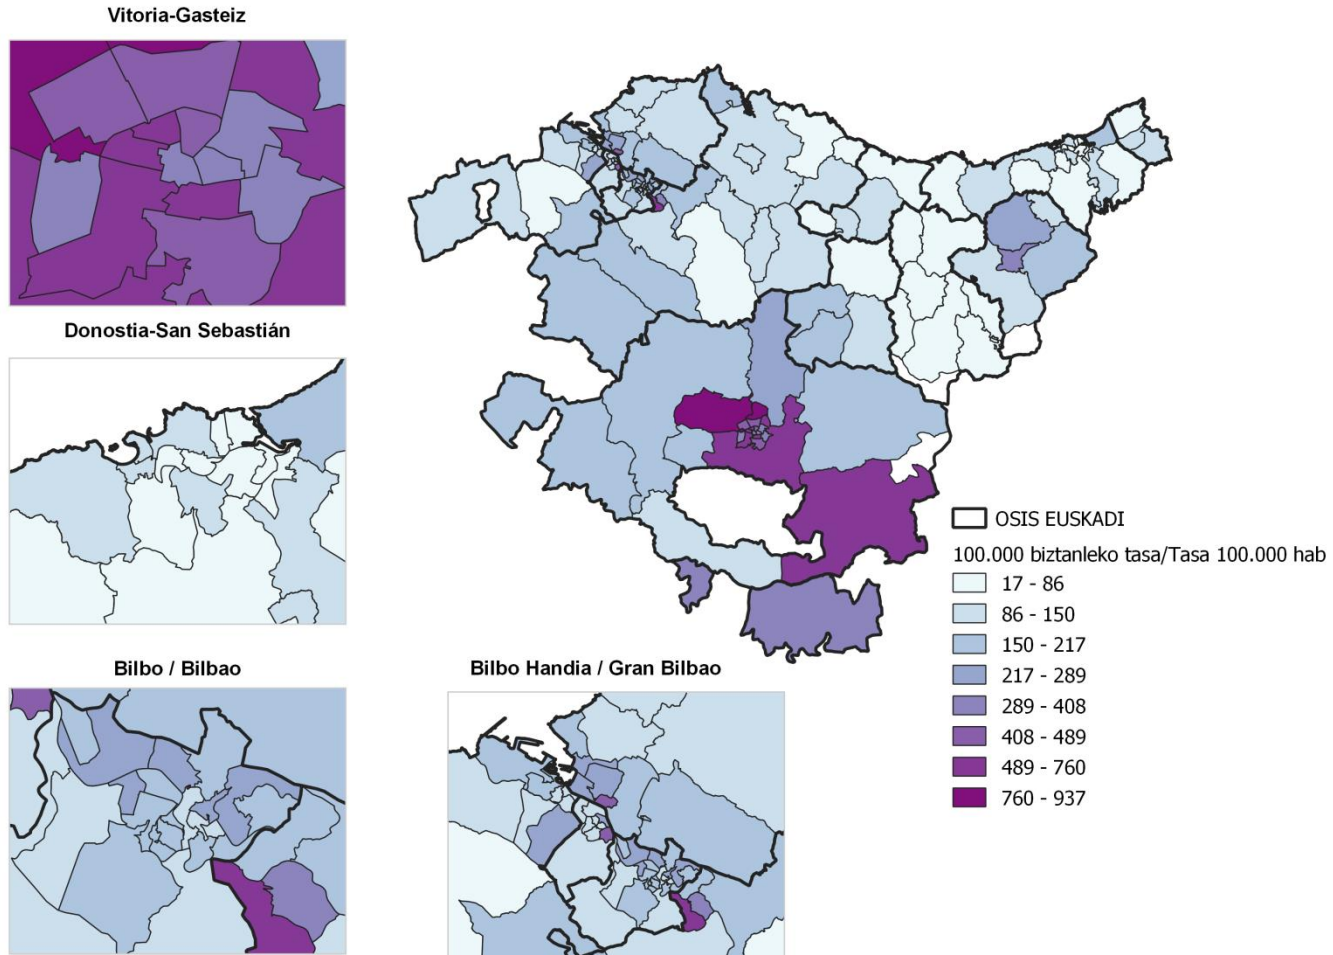 Vitoria-Gasteiz
Donostia-San Sebastián
Bilbo / Bilbao
Bilbo Handia / Gran Bilbao
OSIS EUSKADI
100.000 biztanleko tasa/Tasa 100.000 hab
17 - 86
86 - 150
150 - 217
217 - 289
289 - 408
408 - 489
489 - 760
760 - 937